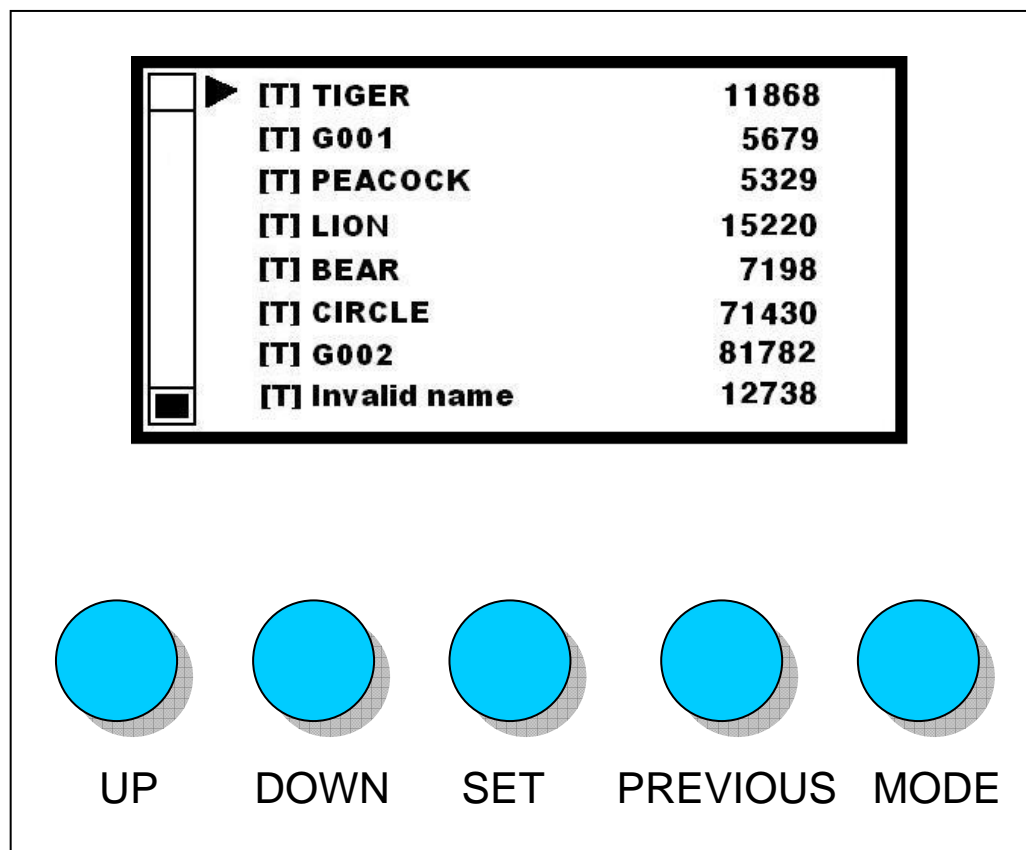 [T] TIGER 11868
[T] G001 5679
[T] PEACOCK 5329
[T] LION 15220
[T] BEAR 7198
[T] CIRCLE 71430
[T] G002 81782
[T] Invalid name 12738
UP DOWN SET PREVIOUS MODE